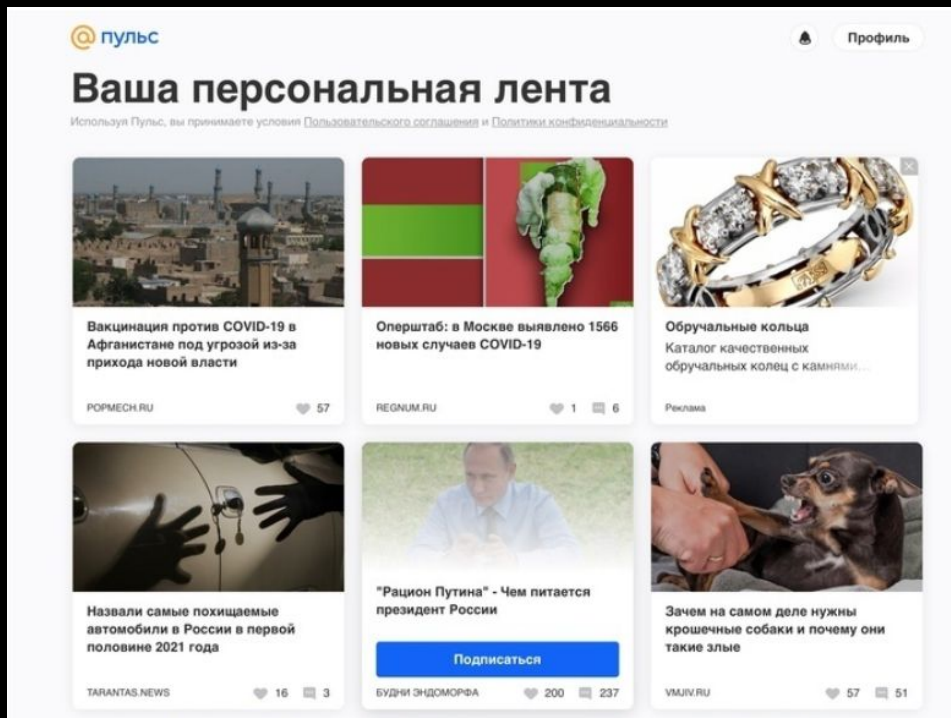 пульс
Профиль
Ваша персональная лента
Используя Пульс, вы принимаете условия Пользовательского соглашения и Политики конфиденциальности
Вакцинация против COVID-19 в
Афганистане под угрозой из-за
прихода новой власти
POPMECH.RU 57
Оперштаб: в Москве выявлено 1566
новых случаев COVID-19
REGNUM.RU 1 6
Обручальные кольца
Каталог качественных
обручальных колец с камнями...
Реклама
Назвали самые похищаемые
автомобили в России в первой
половине 2021 года
TARANTAS.NEWS 16 3
"Рацион Путина" - Чем питается
президент России
Подписаться
БУДНИ ЭНДОМОРФА 200 237
Зачем на самом деле нужны
крошечные собаки и почему они
такие злые
VMJIV.RU 57 51